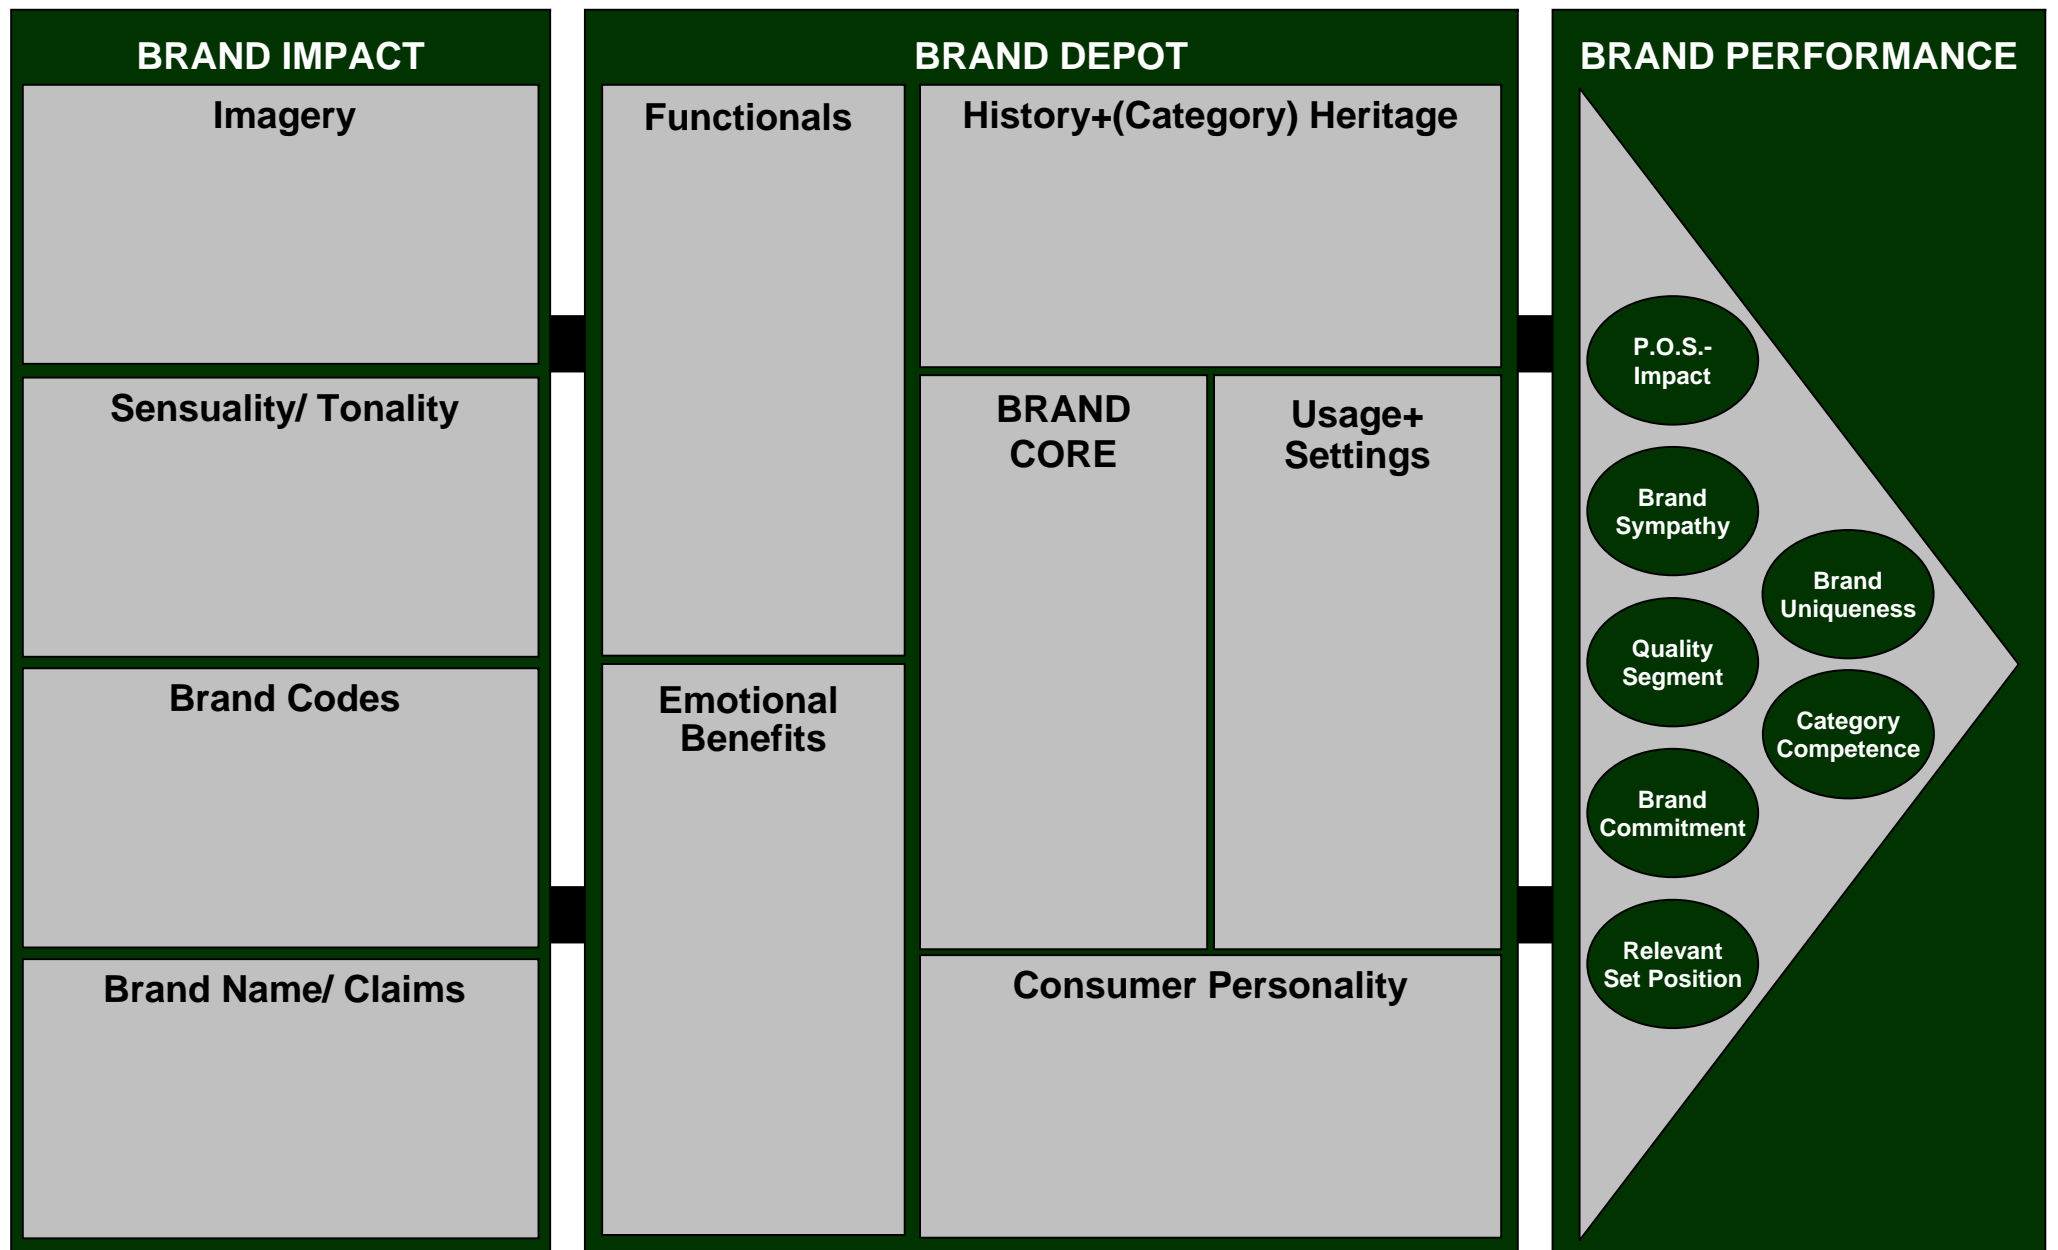 BRAND IMPACT
Imagery
Sensuality/ Tonality
Brand Codes
Brand Name/ Claims
BRAND DEPOT
Functionals
Emotional
Benefits
History+(Category) Heritage
BRAND
CORE
Usage+
Settings
Consumer Personality
BRAND PERFORMANCE
P.O.S.-
Impact
Brand
Sympathy
Quality
Segment
Brand
Commitment
Relevant
Set Position
Brand
Uniqueness
Category
Competence